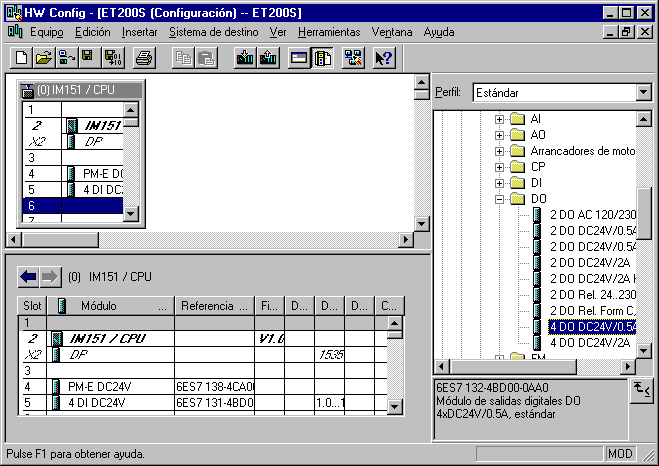 HW Config - [ET200S (Configuración) -- ET200S]
Equipo Edición Insertar Sistema de destino Ver Herramientas Ventana Ayuda
(0) IM151 / CPU
1
2 IM151
X2 DP
3
4 PM-E DC
5 4 DI DC2
6
7
Perfil: Estándar
AI
AO
Arrancadores de moto
CP
DI
DO
2 DO AC 120/230
2 DO DC24V/0.5A
2 DO DC24V/0.5A
2 DO DC24V/2A
2 DO DC24V/2A
2 DO Rel. 24..230
2 DO Rel. Form C,
4 DO DC24V/0.5A
4 DO DC24V/2A
FM
(0) IM151 / CPU
Slot Módulo ... Referencia ... Fi... D... D... D... C...
1
2 IM151 / CPU V1.0
X2 DP 1535
3
4 PM-E DC24V 6ES7 138-4CA0
5 4 DI DC24V 6ES7 131-4BD0 1.0...1
6ES7 132-4BD00-0AA0
Módulo de salidas digitales DO
4xDC24V/0.5A, estándar
Pulse F1 para obtener ayuda. MOD